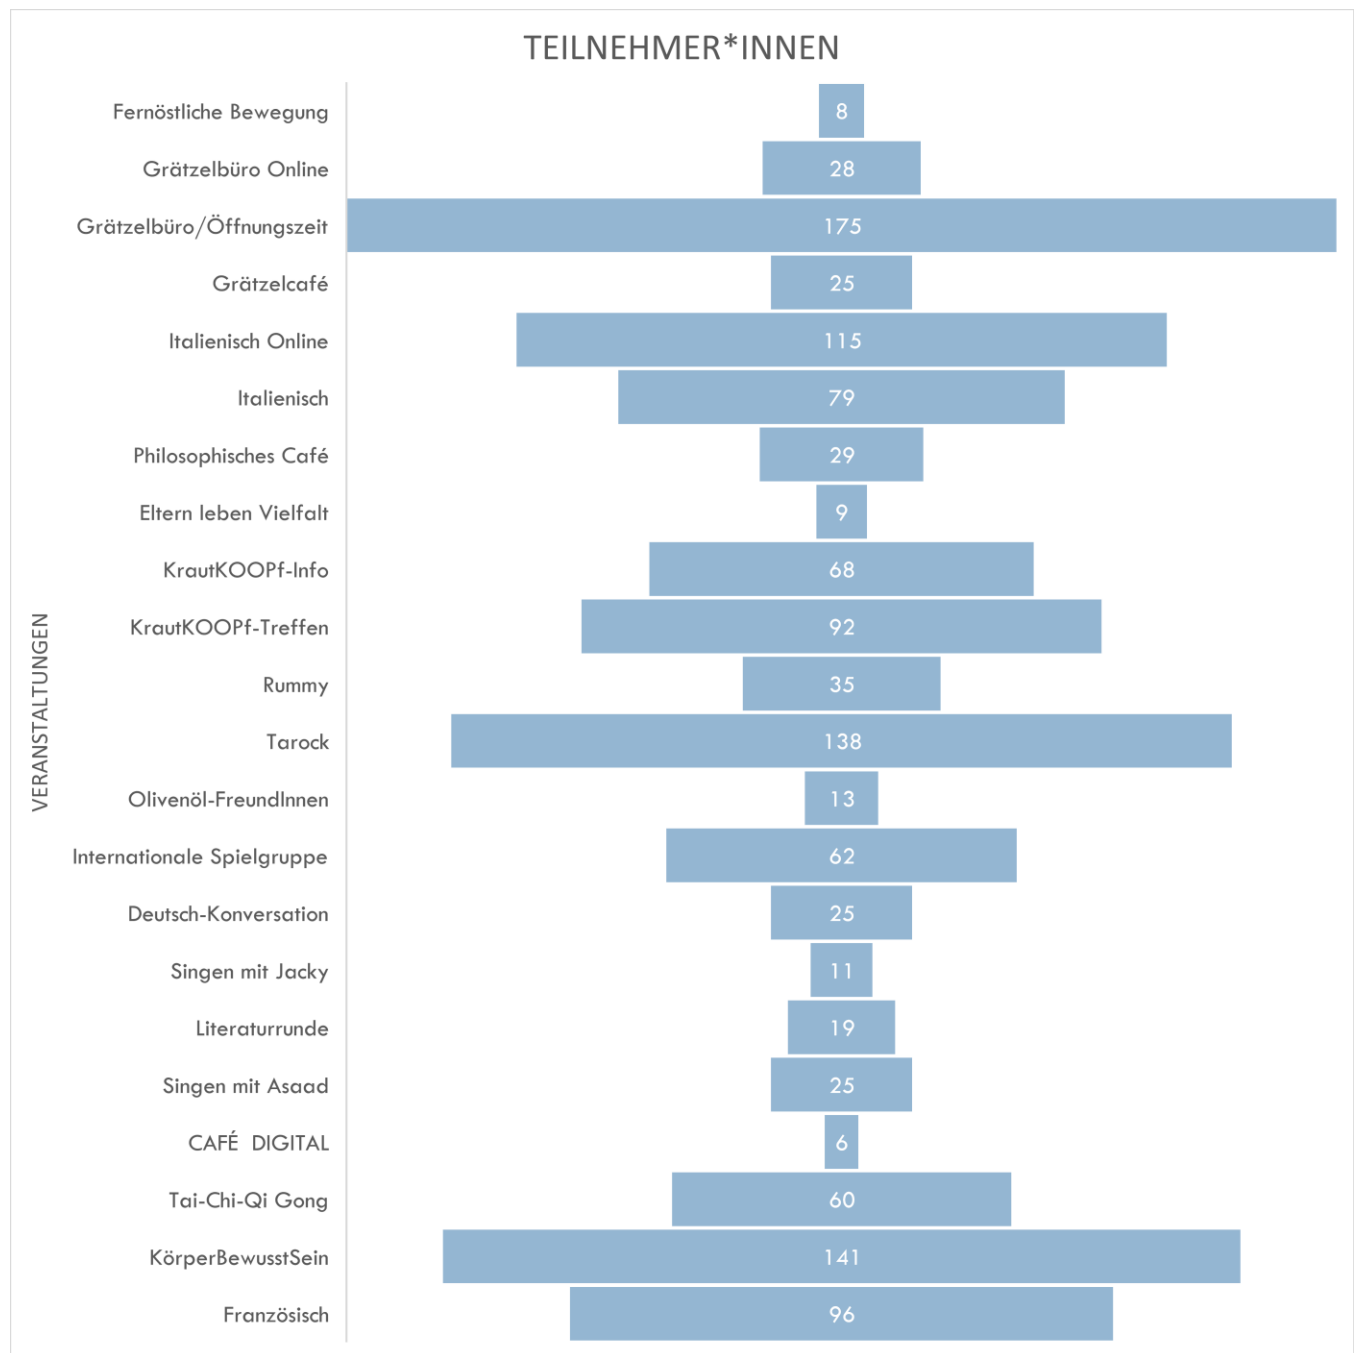 TEILNEHMER*INNEN
VERANSTALTUNGEN
Fernöstliche Bewegung 8
Grätzelbüro Online 28
Grätzelbüro/Öffnungszeit 175
Grätzelcafé 25
Italienisch Online 115
Italienisch 79
Philosophisches Café 29
Eltern leben Vielfalt 9
KrautKOOPf-Info 68
KrautKOOPf-Treffen 92
Rummy 35
Tarock 138
Olivenöl-FreundInnen 13
Internationale Spielgruppe 62
Deutsch-Konversation 25
Singen mit Jacky 11
Literaturrunde 19
Singen mit Asaad 25
CAFÉ DIGITAL 6
Tai-Chi-Qi Gong 60
KörperBewusstSein 141
Französisch 96